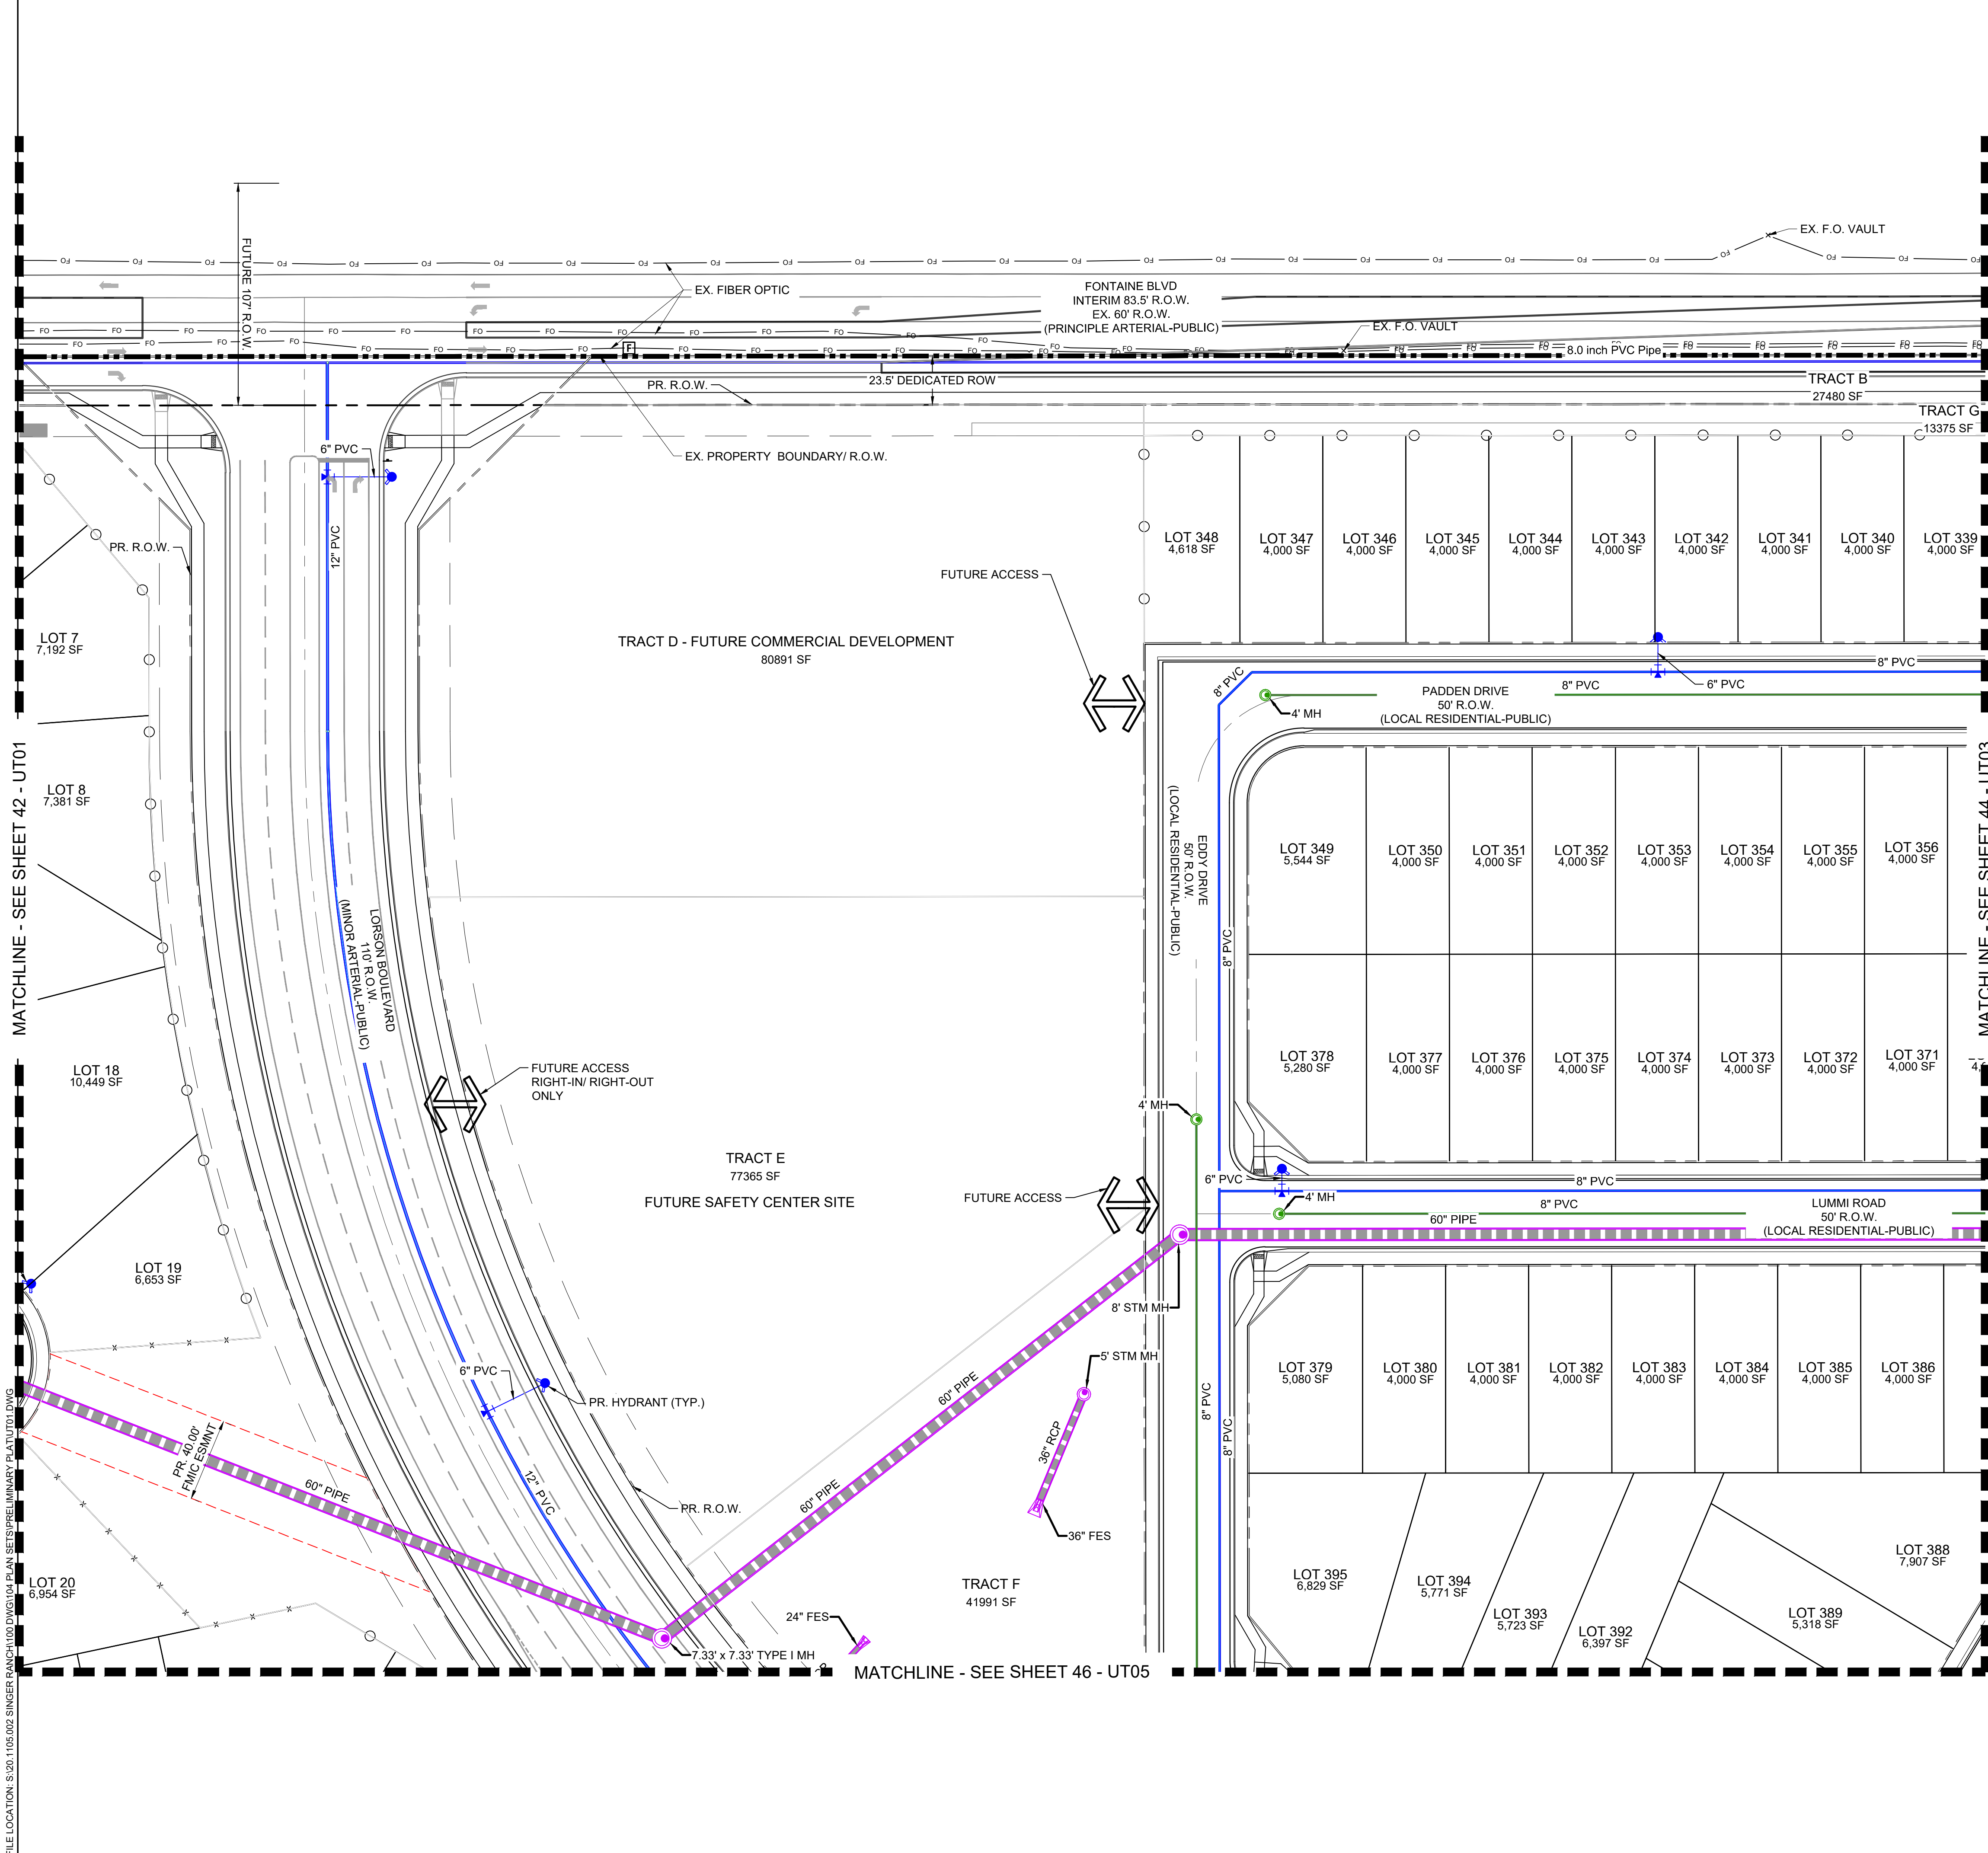 EX. F.O. VAULT
FUTURE 107' R.O.W.
EX. FIBER OPTIC
FONTAINE BLVD
INTERIM 83.5' R.O.W.
EX. 60' R.O.W.
(PRINCIPLE ARTERIAL-PUBLIC)
EX. F.O. VAULT
F
8.0 inch PVC Pipe
PR. R.O.W.
23.5' DEDICATED ROW
TRACT B
27480 SF
TRACT G
13375 SF
6" PVC
EX. PROPERTY BOUNDARY/ R.O.W.
12" PVC
PR. R.O.W.
LOT 348
4,618 SF
LOT 347
4,000 SF
LOT 346
4,000 SF
LOT 345
4,000 SF
LOT 344
4,000 SF
LOT 343
4,000 SF
LOT 342
4,000 SF
LOT 341
4,000 SF
LOT 340
4,000 SF
LOT 339
4,000 SF
FUTURE ACCESS
LOT 7
7,192 SF
TRACT D - FUTURE COMMERCIAL DEVELOPMENT
80891 SF
8" PVC
8" PVC
8" PVC
6" PVC
PADDEN DRIVE
50' R.O.W.
(LOCAL RESIDENTIAL-PUBLIC)
4' MH
MATCHLINE - SEE SHEET 42 - UT01
MATCHLINE - SEE SHEET 44 - UT03
LOT 8
7,381 SF
EDDY DRIVE
50' R.O.W.
(LOCAL RESIDENTIAL-PUBLIC)
8" PVC
LOT 349
5,544 SF
LOT 350
4,000 SF
LOT 351
4,000 SF
LOT 352
4,000 SF
LOT 353
4,000 SF
LOT 354
4,000 SF
LOT 355
4,000 SF
LOT 356
4,000 SF
LORSON BOULEVARD
110' R.O.W.
(MINOR ARTERIAL-PUBLIC)
LOT 18
10,449 SF
FUTURE ACCESS
RIGHT-IN/ RIGHT-OUT
ONLY
LOT 378
5,280 SF
LOT 377
4,000 SF
LOT 376
4,000 SF
LOT 375
4,000 SF
LOT 374
4,000 SF
LOT 373
4,000 SF
LOT 372
4,000 SF
LOT 371
4,000 SF
4' MH
TRACT E
77365 SF
FUTURE SAFETY CENTER SITE
FUTURE ACCESS
6" PVC
8" PVC
4' MH
8" PVC
60" PIPE
LUMMI ROAD
50' R.O.W.
(LOCAL RESIDENTIAL-PUBLIC)
LOT 19
6,653 SF
8' STM MH
5' STM MH
6" PVC
PR. HYDRANT (TYP.)
60" PIPE
36" RCP
8" PVC
8" PVC
LOT 379
5,080 SF
LOT 380
4,000 SF
LOT 381
4,000 SF
LOT 382
4,000 SF
LOT 383
4,000 SF
LOT 384
4,000 SF
LOT 385
4,000 SF
LOT 386
4,000 SF
PR. 40.00'
FMIC ESMNT
60" PIPE
12" PVC
60" PIPE
PR. R.O.W.
36" FES
LOT 20
6,954 SF
TRACT F
41991 SF
24" FES
7.33' x 7.33' TYPE I MH
LOT 395
6,829 SF
LOT 394
5,771 SF
LOT 393
5,723 SF
LOT 392
6,397 SF
LOT 389
5,318 SF
LOT 388
7,907 SF
MATCHLINE - SEE SHEET 46 - UT05
FILE LOCATION: S:\20.1105.002 SINGER RANCH\100 DWG\104 PLAN SETS\PRELIMINARY PLAT\UT01.DWG